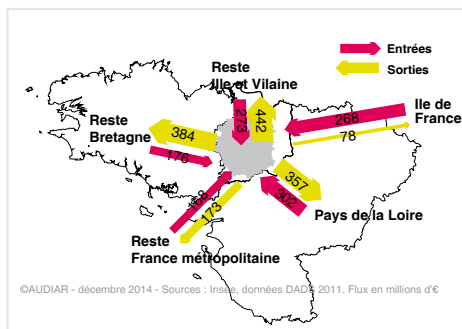 Reste
Ille et Vilaine
Entrées
Sorties
273
442
268
78
Ile de
France
Reste
Bretagne
384
176
357
302
Pays de la Loire
168
173
Reste
France métropolitaine
©AUDIAR - décembre 2014 - Sources : Insee, données DADS 2011. Flux en millions d'€